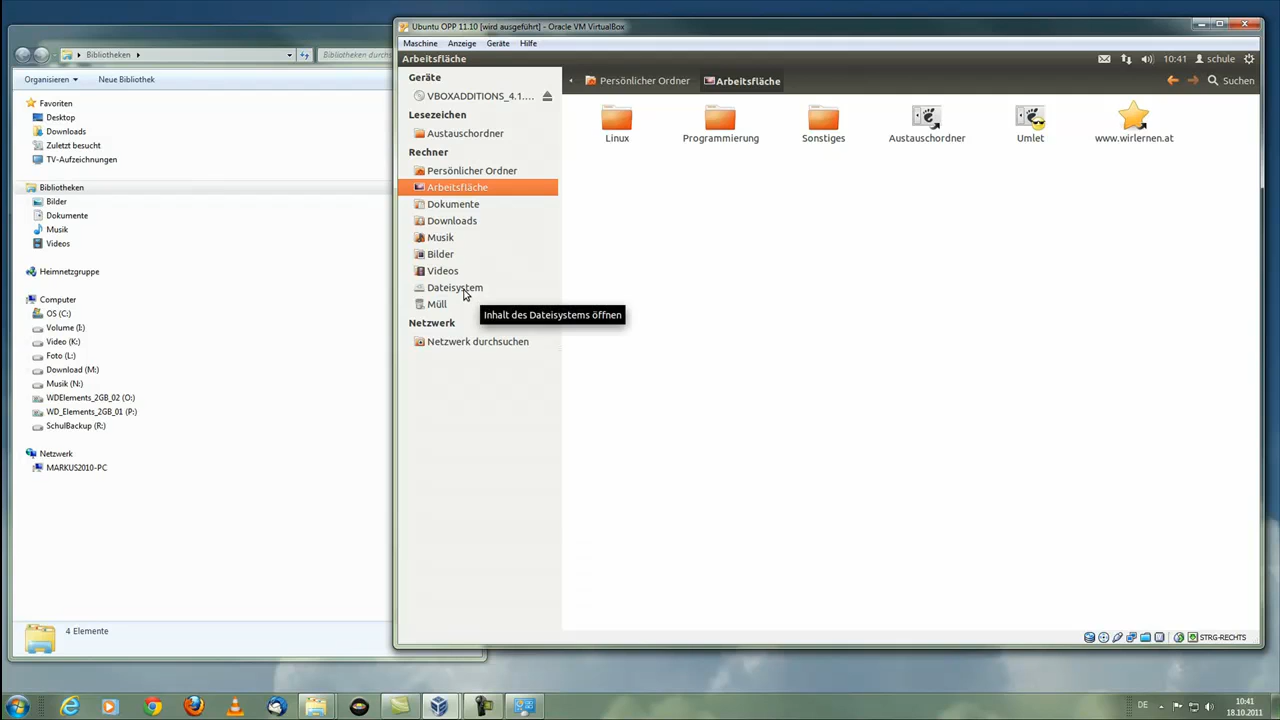 Ubuntu OPP 11.10 [wird ausgeführt] - Oracle VM VirtualBox
Maschine Anzeige Geräte Hilfe
Arbeitsfläche
10:41 schule
Bibliotheken
Bibliotheken durchs
Organisieren Neue Bibliothek
Favoriten
Desktop
Downloads
Zuletzt besucht
TV-Aufzeichnungen
Bibliotheken
Bilder
Dokumente
Musik
Videos
Heimnetzgruppe
Computer
OS (C:)
Volume (I:)
Video (K:)
Foto (L:)
Download (M:)
Musik (N:)
WDElements_2GB_02 (O:)
WD_Elements_2GB_01 (P:)
SchulBackup (R:)
Netzwerk
MARKUS2010-PC
4 Elemente
Geräte
VBOXADDITIONS_4.1....
Lesezeichen
Austauschordner
Rechner
Persönlicher Ordner
Arbeitsfläche
Dokumente
Downloads
Musik
Bilder
Videos
Dateisystem
Müll
Inhalt des Dateisystems öffnen
Netzwerk
Netzwerk durchsuchen
Persönlicher Ordner Arbeitsfläche Suchen
Linux Programmierung Sonstiges Austauschordner Umlet www.wirlernen.at
STRG-RECHTS
DE
10:41
18.10.2011